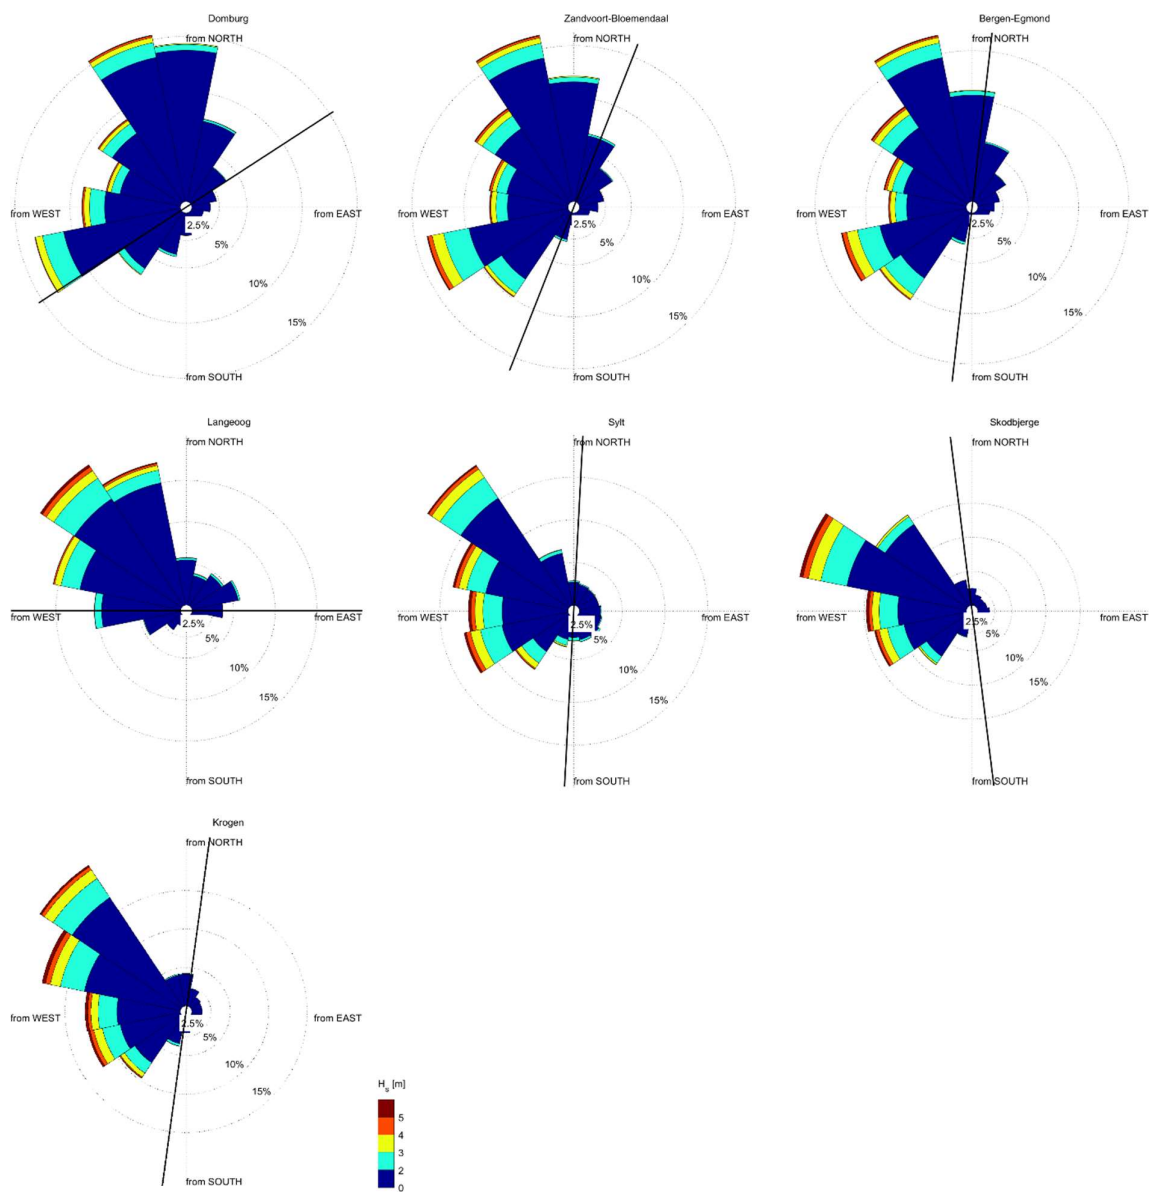 Domburg
from NORTH
from WEST
from EAST
2.5%
5%
10%
15%
from SOUTH
Zandvoort-Bloemendaal
from NORTH
from WEST
from EAST
2.5%
5%
10%
15%
from SOUTH
Bergen-Egmond
from NORTH
from WEST
from EAST
2.5%
5%
10%
15%
from SOUTH
Langeoog
from NORTH
from WEST
from EAST
2.5%
5%
10%
15%
from SOUTH
Sylt
from NORTH
from WEST
from EAST
2.5%
5%
10%
15%
from SOUTH
Skodbjerge
from NORTH
from WEST
from EAST
2.5%
5%
10%
15%
from SOUTH
Krogen
from NORTH
from WEST
from EAST
2.5%
5%
10%
15%
from SOUTH
Hs [m]
5
4
3
2
0